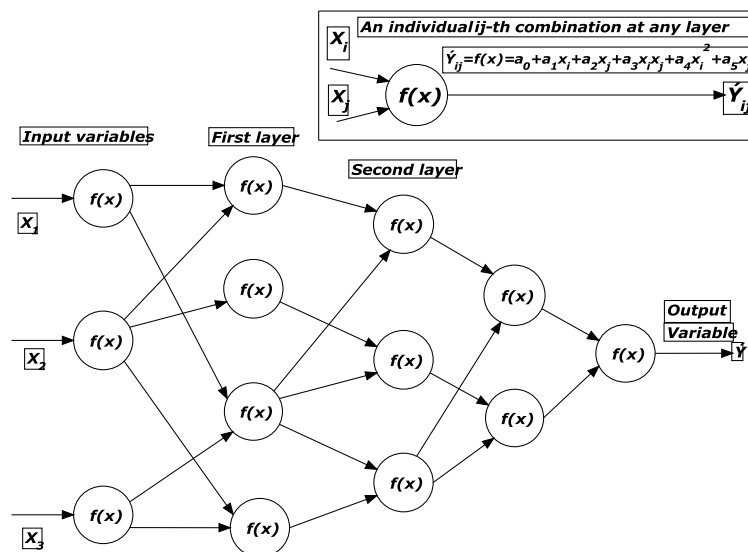 An individual ij-th combination at any layer
X_i
Ý_ij=f(x)=a_0+a_1x_i+a_2x_j+a_3x_ix_j+a_4x_i^2+a_5x_j
X_j
f(x)
Ý_ij
Input variables
First layer
Second layer
f(x)
f(x)
X_1
f(x)
f(x)
f(x)
Output
Variable
f(x)
X_2
f(x)
f(x)
Ý
f(x)
f(x)
f(x)
f(x)
f(x)
X_3
f(x)